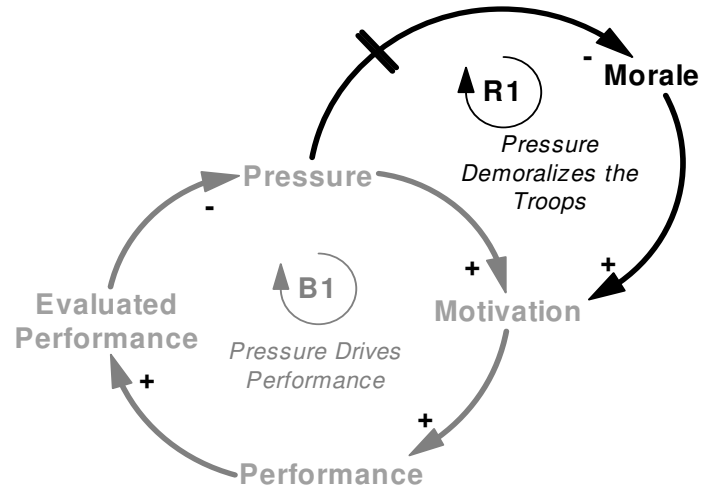 -
Morale
R1
Pressure
Demoralizes the
Troops
Pressure
-
+
+
B1
Evaluated
Performance
Motivation
Pressure Drives
Performance
+
+
Performance